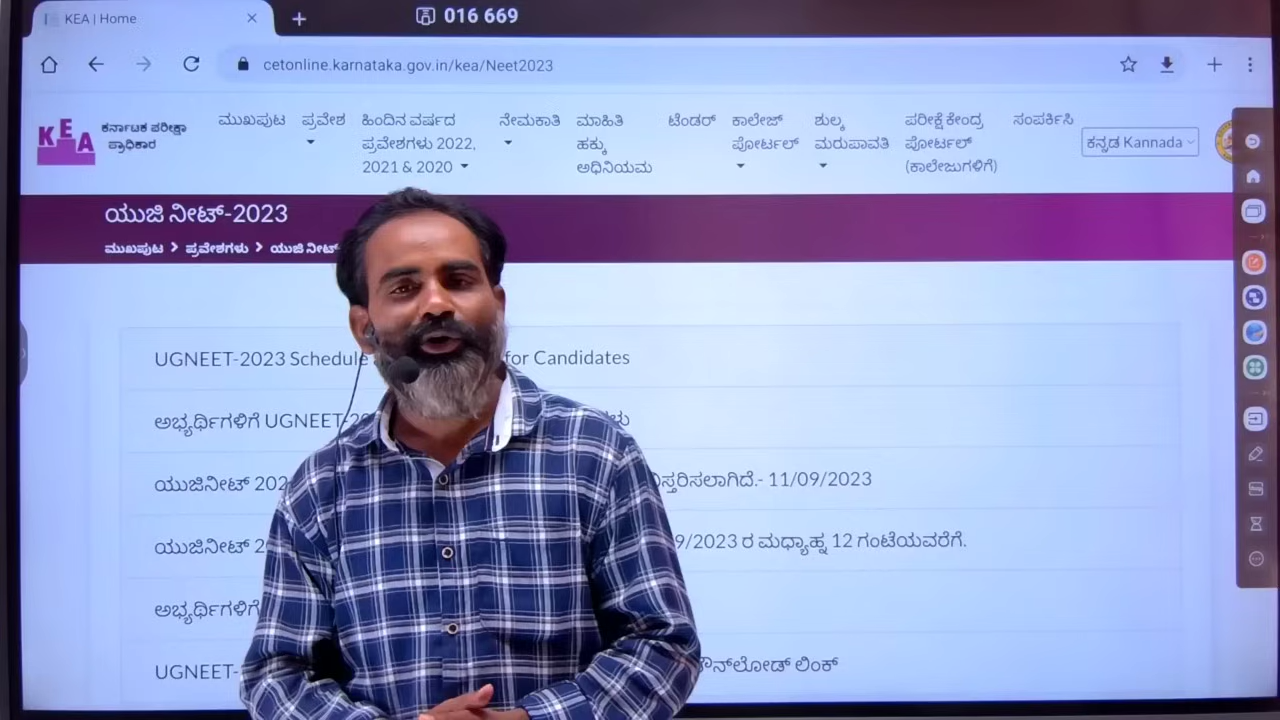 KEA | Home
016 669
cetonline.karnataka.gov.in/kea/Neet2023
KEA
ಕರ್ನಾಟಕ ಪರೀಕ್ಷಾ
ಪ್ರಾಧಿಕಾರ
ಮುಖಪುಟ
ಪ್ರವೇಶ
ಹಿಂದಿನ ವರ್ಷದ
ಪ್ರವೇಶಗಳು 2022,
2021 & 2020
ನೇಮಕಾತಿ
ಮಾಹಿತಿ
ಹಕ್ಕು
ಅಧಿನಿಯಮ
ಟೆಂಡರ್
ಕಾಲೇಜ್
ಪೋರ್ಟಲ್
ಶುಲ್ಕ
ಮರುಪಾವತಿ
ಪರೀಕ್ಷೆ ಕೇಂದ್ರ
ಪೋರ್ಟಲ್
(ಕಾಲೇಜುಗಳಿಗೆ)
ಸಂಪರ್ಕಿಸಿ
ಕನ್ನಡ Kannada
ಯುಜಿ ನೀಟ್-2023
ಮುಖಪುಟ > ಪ್ರವೇಶಗಳು > ಯುಜಿ ನೀಟ್
UGNEET-2023 Schedule for Candidates
ಅಭ್ಯರ್ಥಿಗಳಿಗೆ UGNEET-20
ಯುಜಿನೀಟ್ 202 ಸ್ತರಿಸಲಾಗಿದೆ.- 11/09/2023
ಯುಜಿನೀಟ್ 2 9/2023 ರ ಮಧ್ಯಾಹ್ನ 12 ಗಂಟೆಯವರೆಗೆ.
ಅಭ್ಯರ್ಥಿಗಳಿಗೆ
UGNEET- ಡೌನ್‌ಲೋಡ್ ಲಿಂಕ್